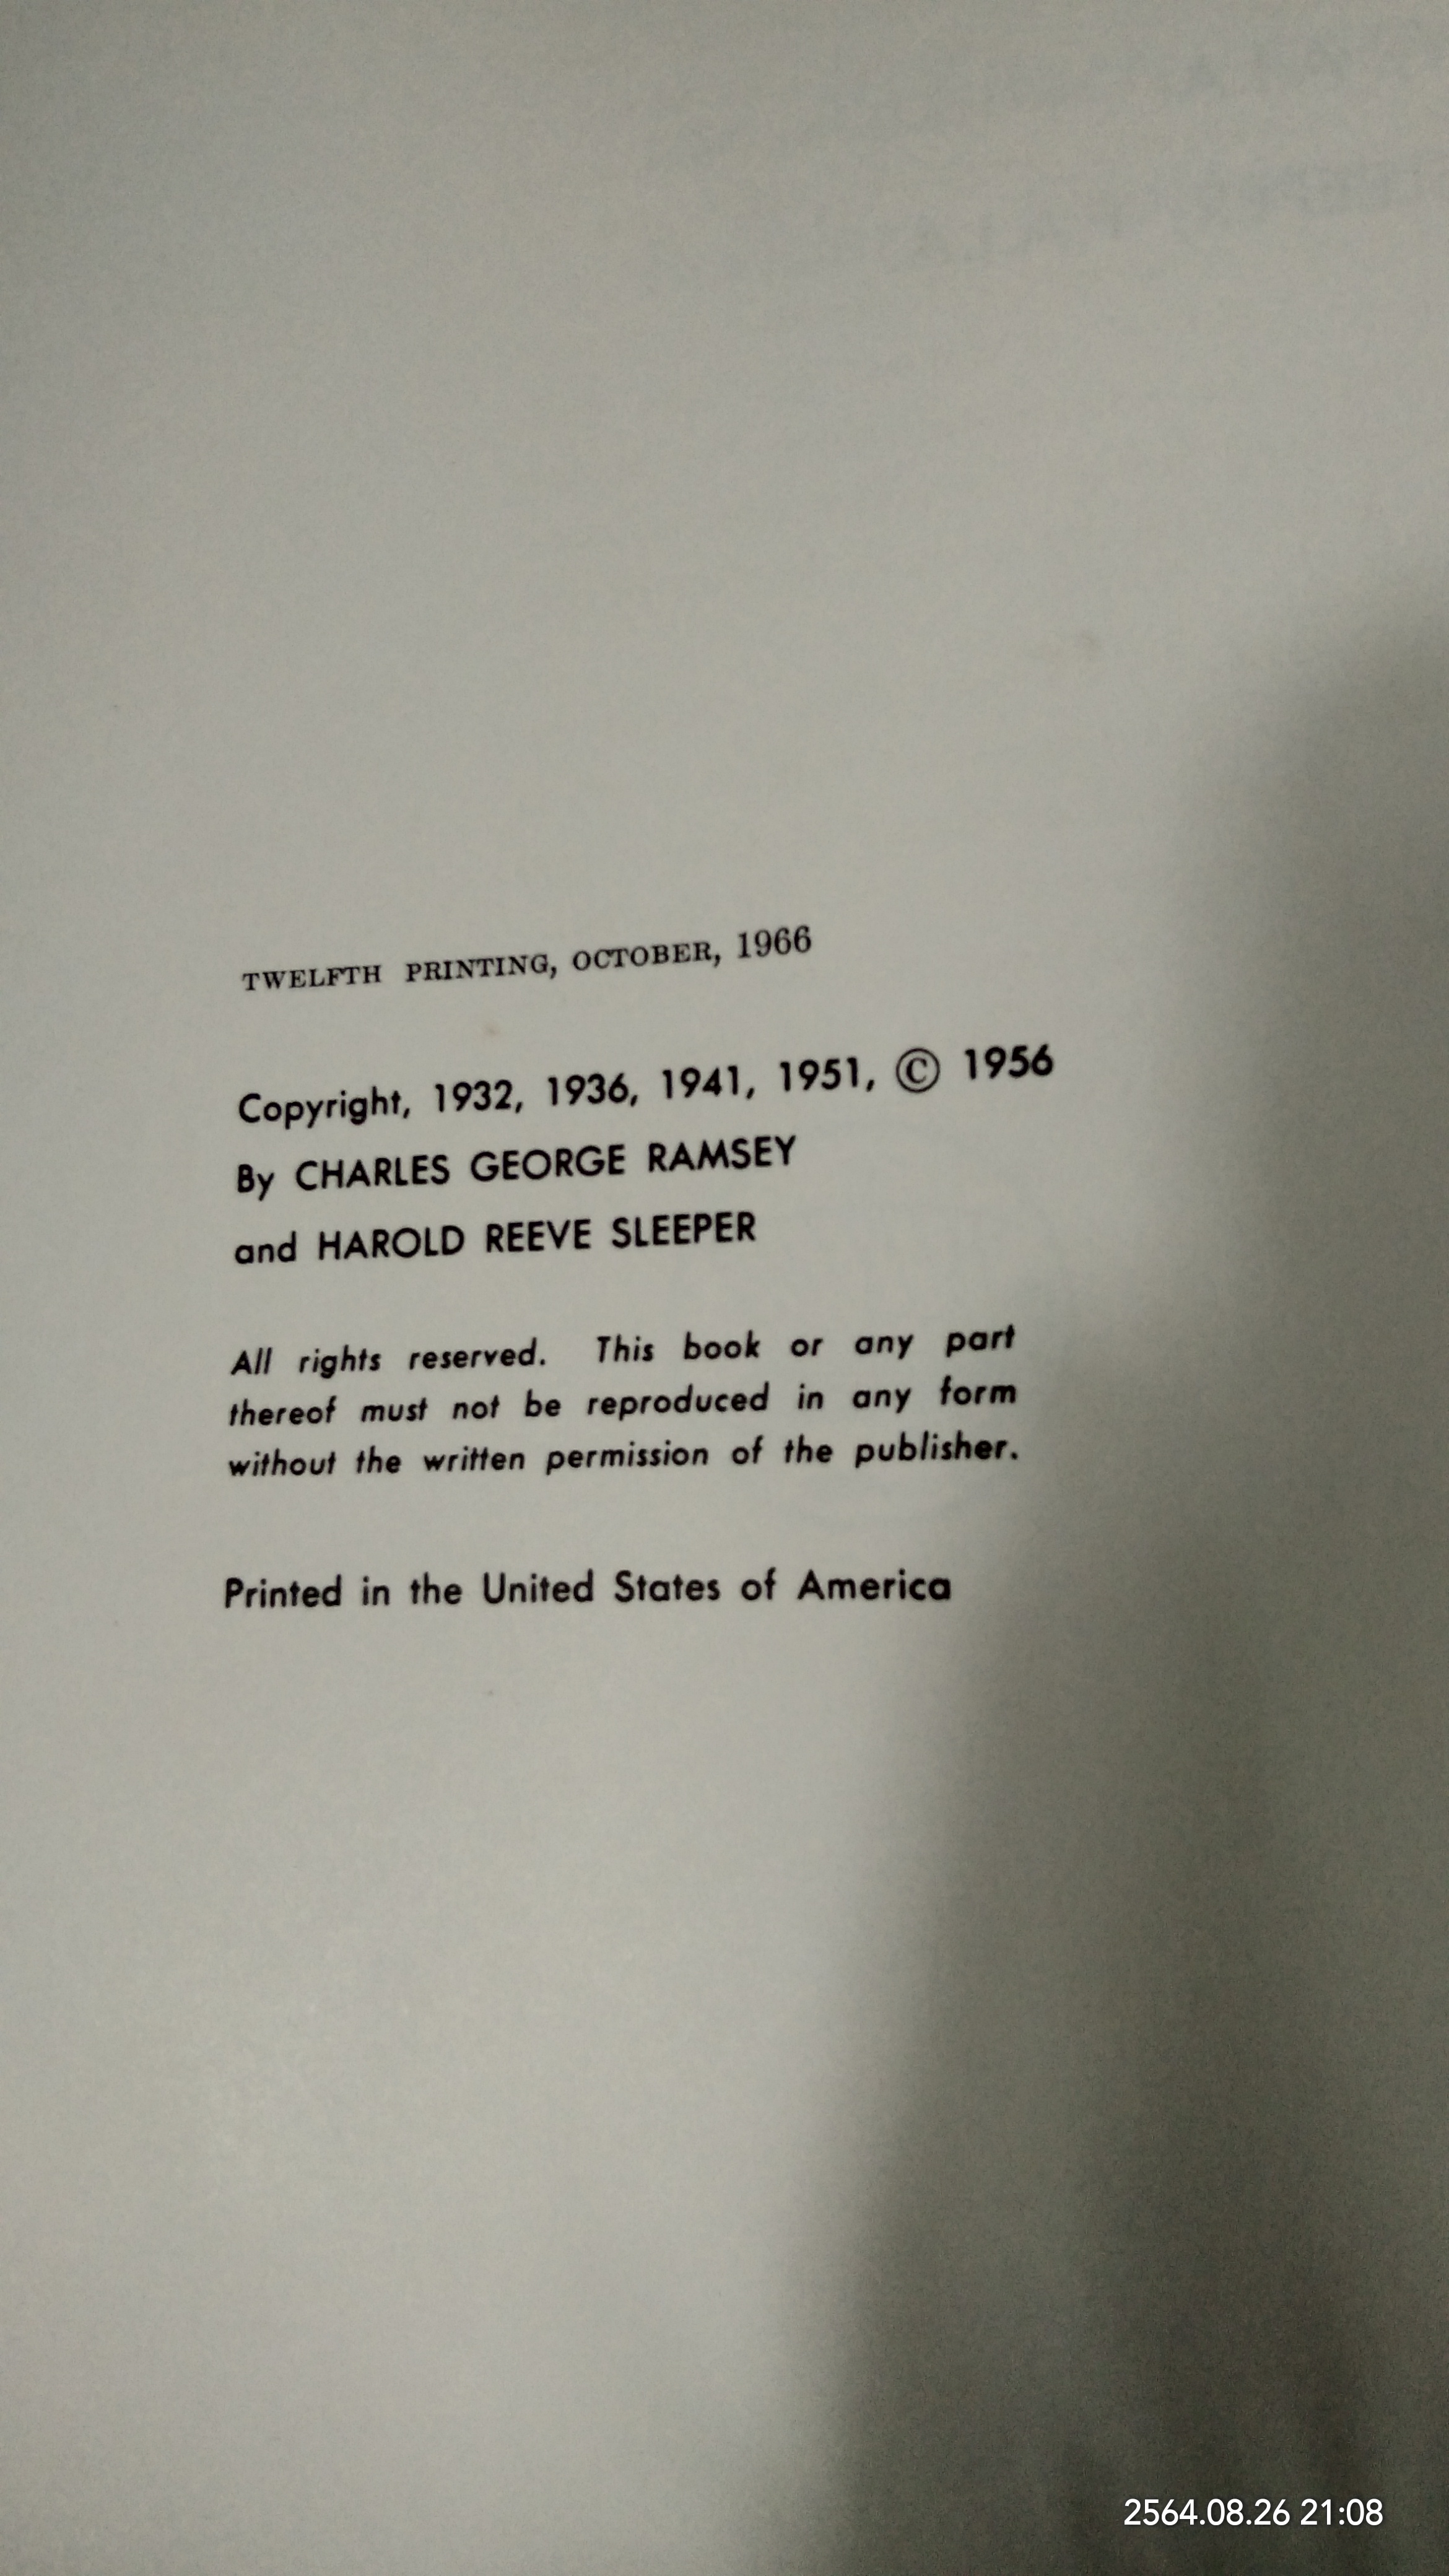 TWELFTH PRINTING, OCTOBER, 1966
Copyright, 1932, 1936, 1941, 1951, © 1956
By CHARLES GEORGE RAMSEY
and HAROLD REEVE SLEEPER
All rights reserved. This book or any part
thereof must not be reproduced in any form
without the written permission of the publisher.
Printed in the United States of America
2564.08.26 21:08